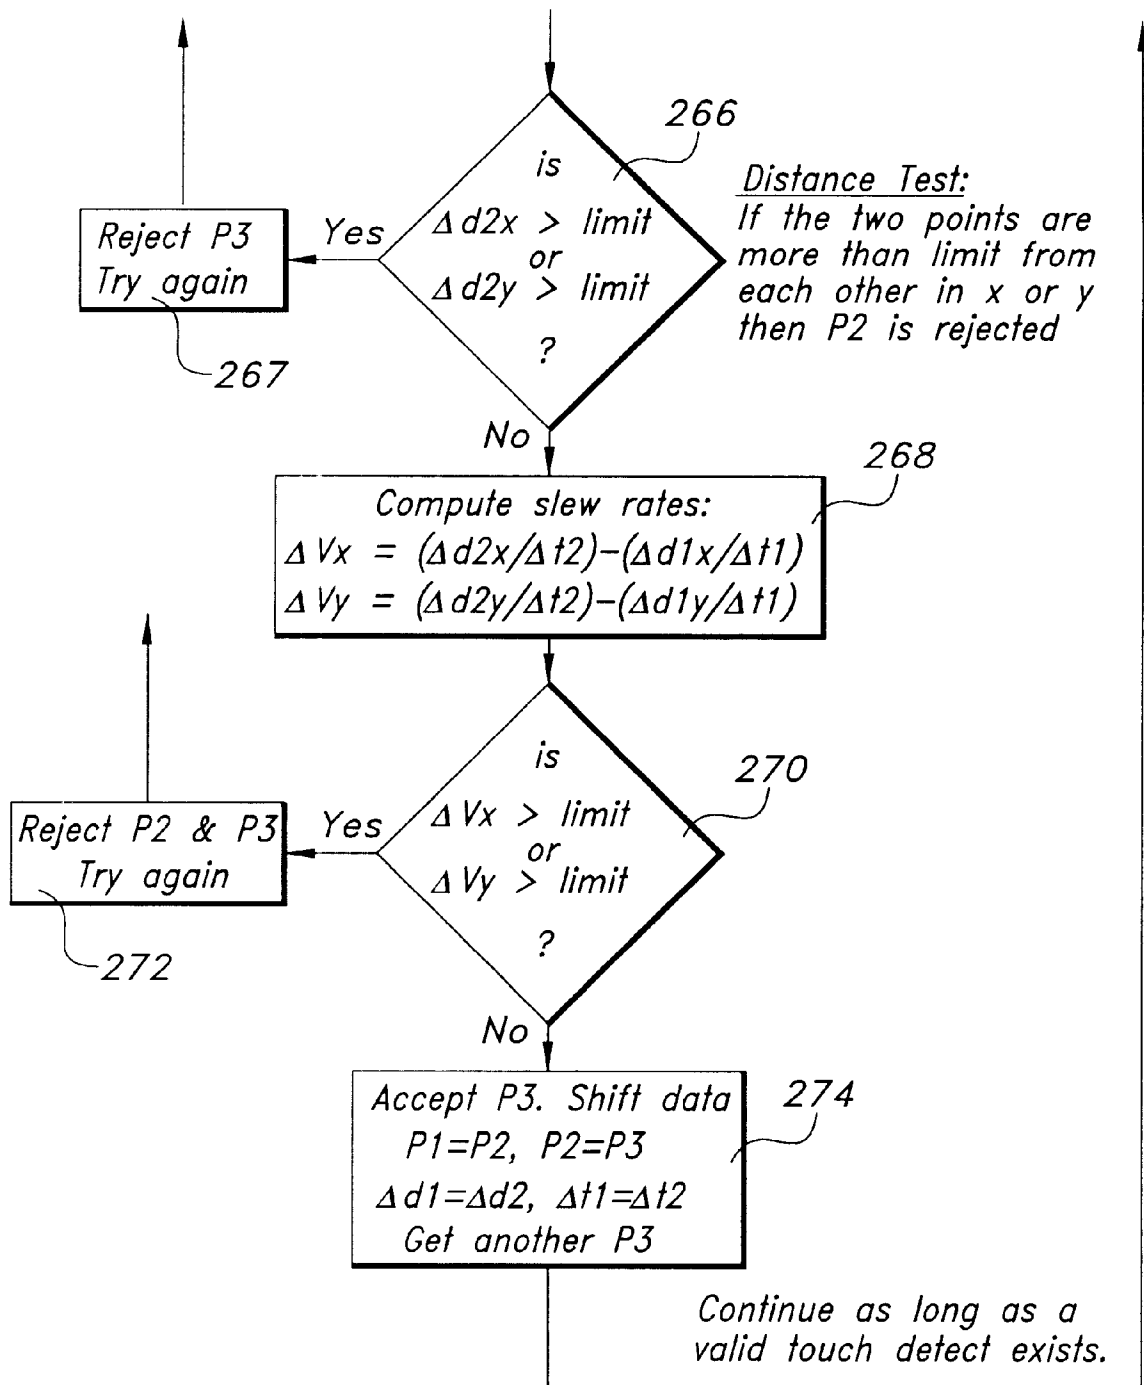 266
is
Δd2x > limit
or
Δd2y > limit
?
Distance Test:
If the two points are
more than limit from
each other in x or y
then P2 is rejected
Yes
Reject P3
Try again
267
No
268
Compute slew rates:
ΔVx = (Δd2x/Δt2)-(Δd1x/Δt1)
ΔVy = (Δd2y/Δt2)-(Δd1y/Δt1)
270
is
ΔVx > limit
or
ΔVy > limit
?
Yes
Reject P2 & P3
Try again
272
No
274
Accept P3. Shift data
P1=P2, P2=P3
Δd1=Δd2, Δt1=Δt2
Get another P3
Continue as long as a
valid touch detect exists.